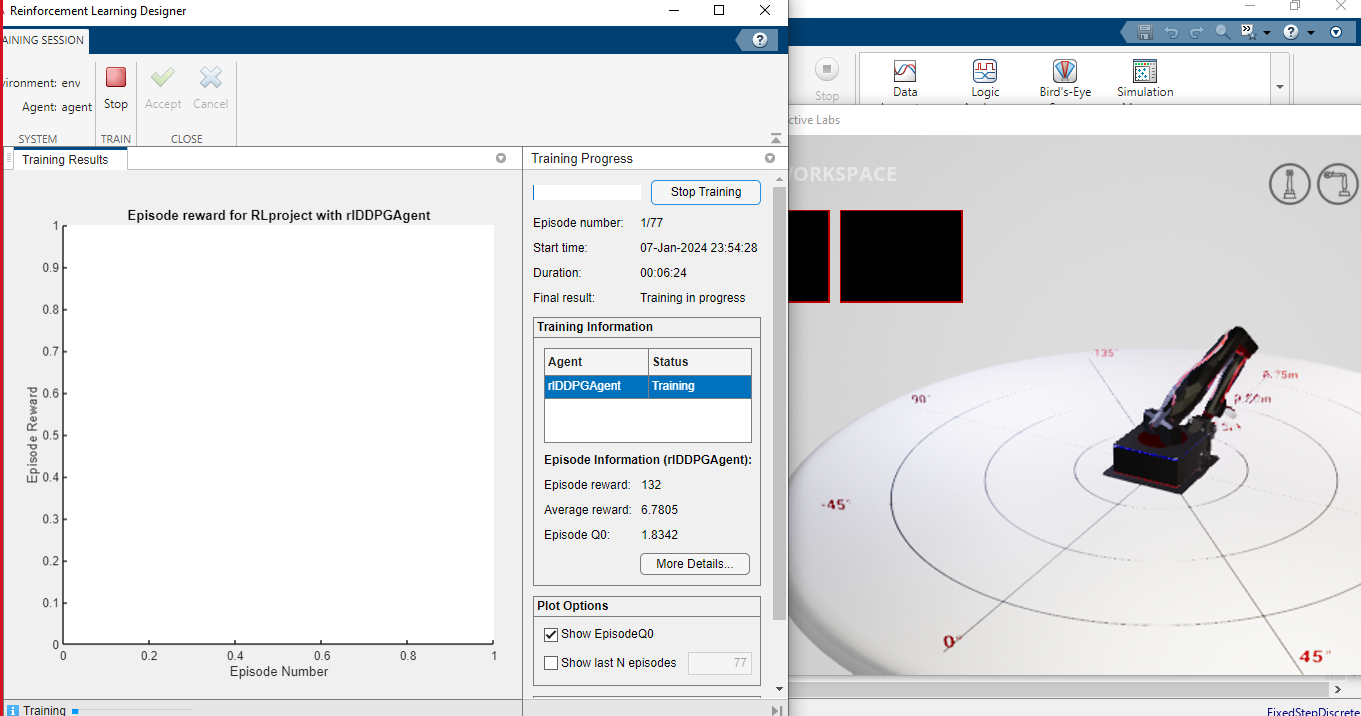 Reinforcement Learning Designer
AINING SESSION
vironment: env
Agent: agent
Stop
Accept
Cancel
SYSTEM
TRAIN
CLOSE
Training Results
Episode reward for RLproject with rlDDPGAgent
1
0.9
0.8
0.7
0.6
0.5
0.4
0.3
0.2
0.1
0
Episode Reward
0
0.2
0.4
0.6
0.8
1
Episode Number
Training
Training Progress
Stop Training
Episode number: 1/77
Start time: 07-Jan-2024 23:54:28
Duration: 00:06:24
Final result: Training in progress
Training Information
Agent Status
rlDDPGAgent Training
Episode Information (rlDDPGAgent):
Episode reward: 132
Average reward: 6.7805
Episode Q0: 1.8342
More Details...
Plot Options
Show EpisodeQ0
Show last N episodes 77
Stop
Data
Logic
Bird's-Eye
Simulation
ctive Labs
WORKSPACE
135°
90°
-45°
0°
45°
FixedStepDiscrete